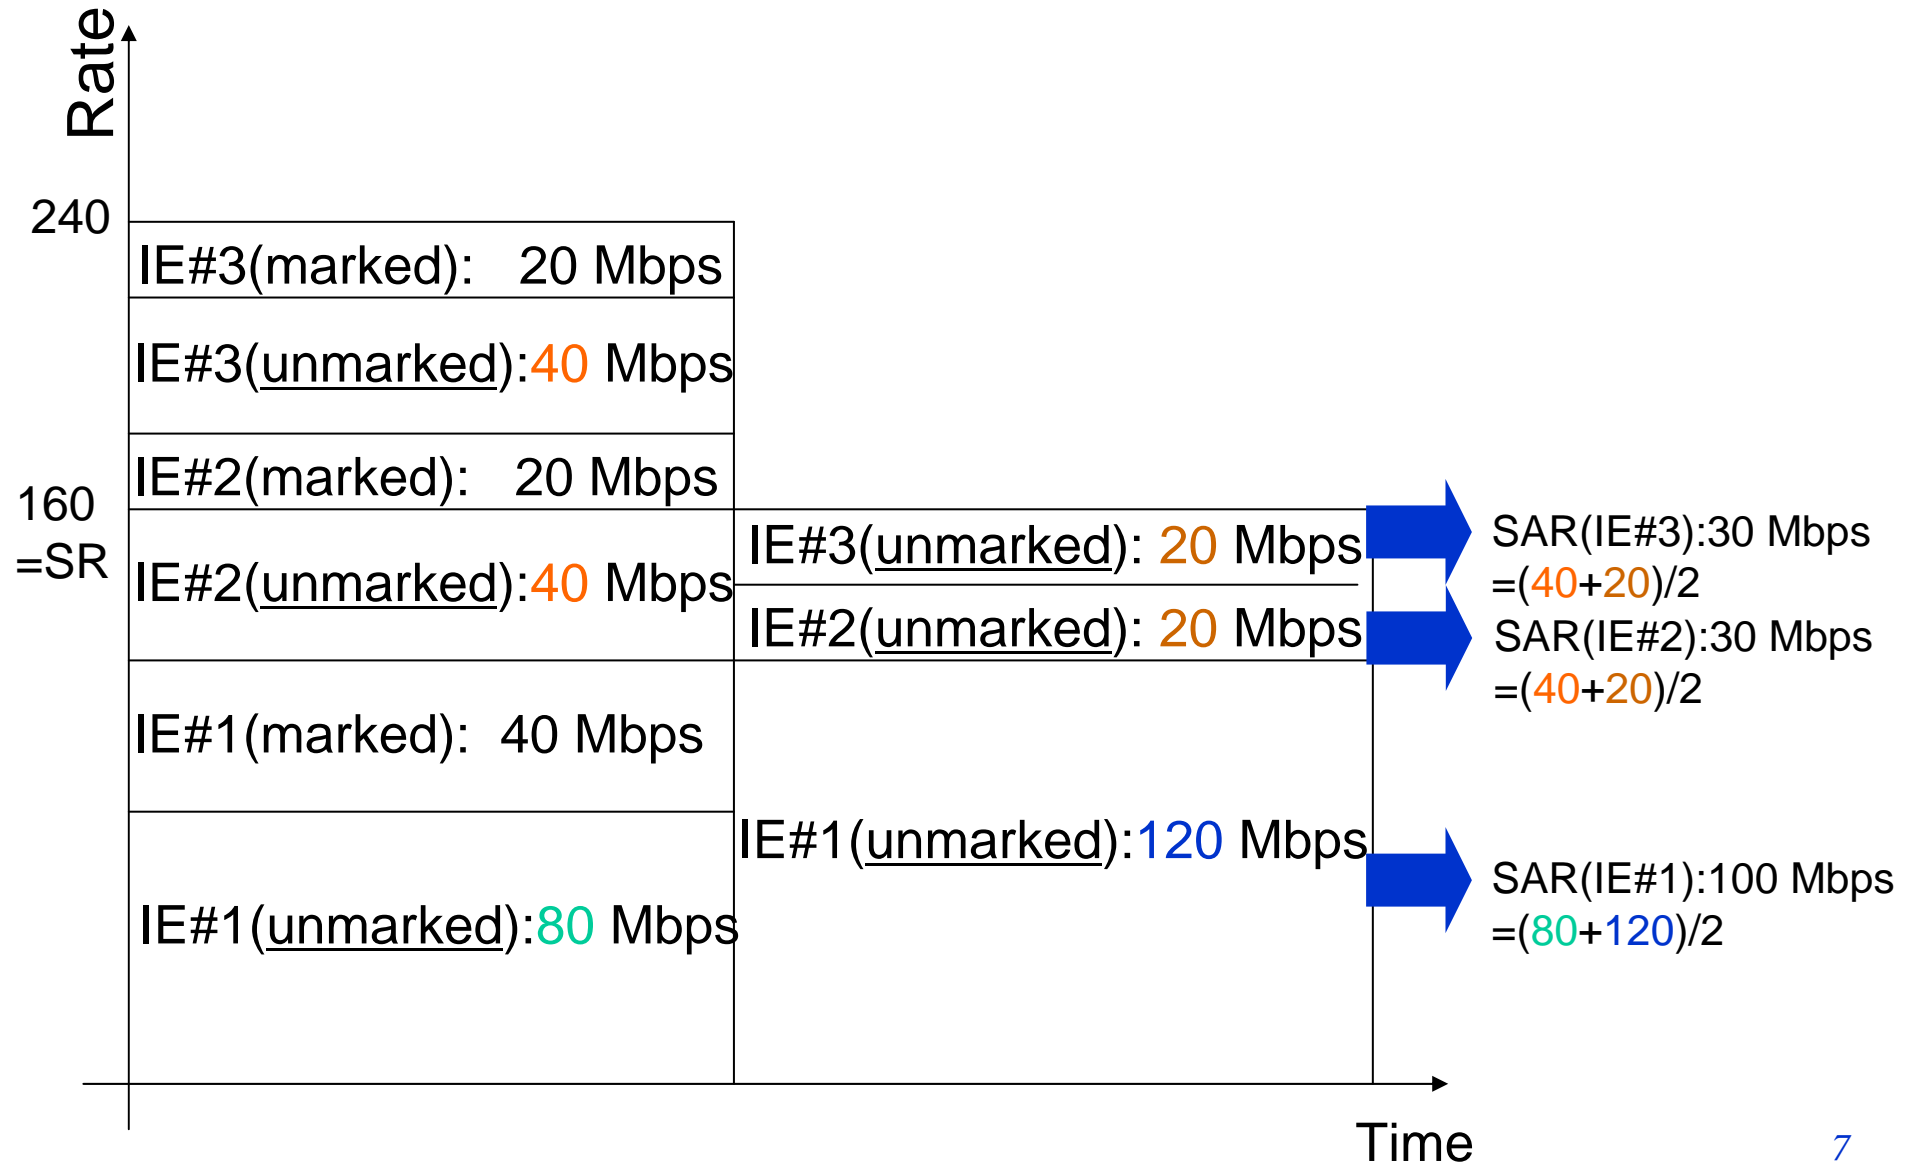 Rate
240
IE#3(marked): 20 Mbps
IE#3(unmarked):40 Mbps
IE#2(marked): 20 Mbps
160
=SR
IE#2(unmarked):40 Mbps
IE#1(marked): 40 Mbps
IE#1(unmarked):80 Mbps
IE#3(unmarked): 20 Mbps
IE#2(unmarked): 20 Mbps
IE#1(unmarked):120 Mbps
SAR(IE#3):30 Mbps
=(40+20)/2
SAR(IE#2):30 Mbps
=(40+20)/2
SAR(IE#1):100 Mbps
=(80+120)/2
Time
7